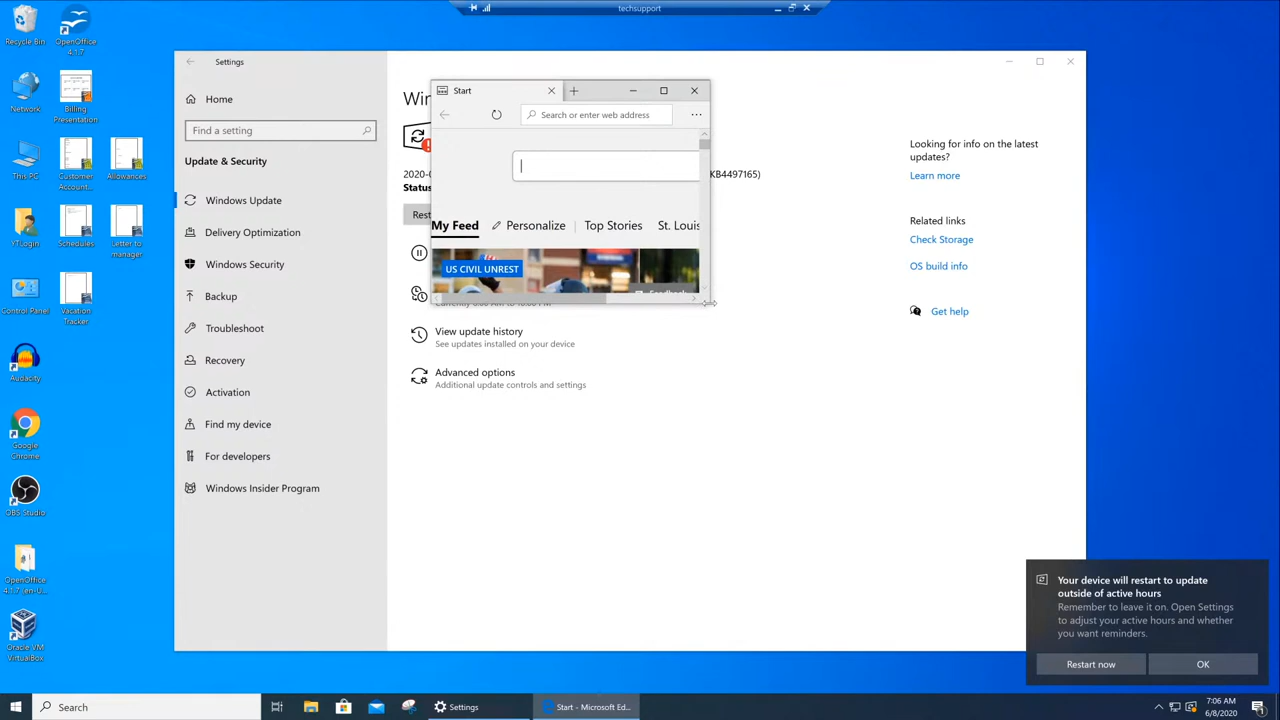 techsupport
Recycle Bin
OpenOffice
4.1.7
Network
Billing
Presentation
This PC
Customer
Account...
Allowances
YTLogin
Schedules
Letter to
manager
Control Panel
Vacation
Tracker
Audacity
Google
Chrome
OBS Studio
OpenOffice
4.1.7 (en-U...
Oracle VM
VirtualBox
Settings
Home
Find a setting
Update & Security
Windows Update
Delivery Optimization
Windows Security
Backup
Troubleshoot
Recovery
Activation
Find my device
For developers
Windows Insider Program
Win
2020-0
KB4497165)
Status
Rest
View update history
See updates installed on your device
Advanced options
Additional update controls and settings
Start
Search or enter web address
My Feed
Personalize
Top Stories
St. Louis
US CIVIL UNREST
Feedback
Looking for info on the latest
updates?
Learn more
Related links
Check Storage
OS build info
Get help
Your device will restart to update
outside of active hours
Remember to leave it on. Open Settings
to adjust your active hours and whether
you want reminders.
Restart now
OK
Search
Settings
Start - Microsoft Ed...
7:06 AM
6/8/2020
1